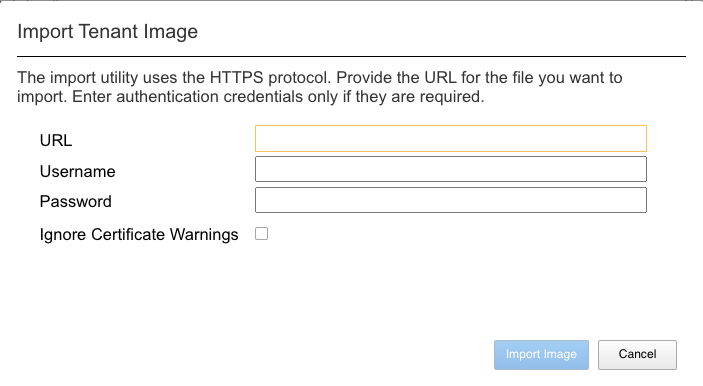 Import Tenant Image
The import utility uses the HTTPS protocol. Provide the URL for the file you want to
import. Enter authentication credentials only if they are required.
URL
Username
Password
Ignore Certificate Warnings
Import Image Cancel